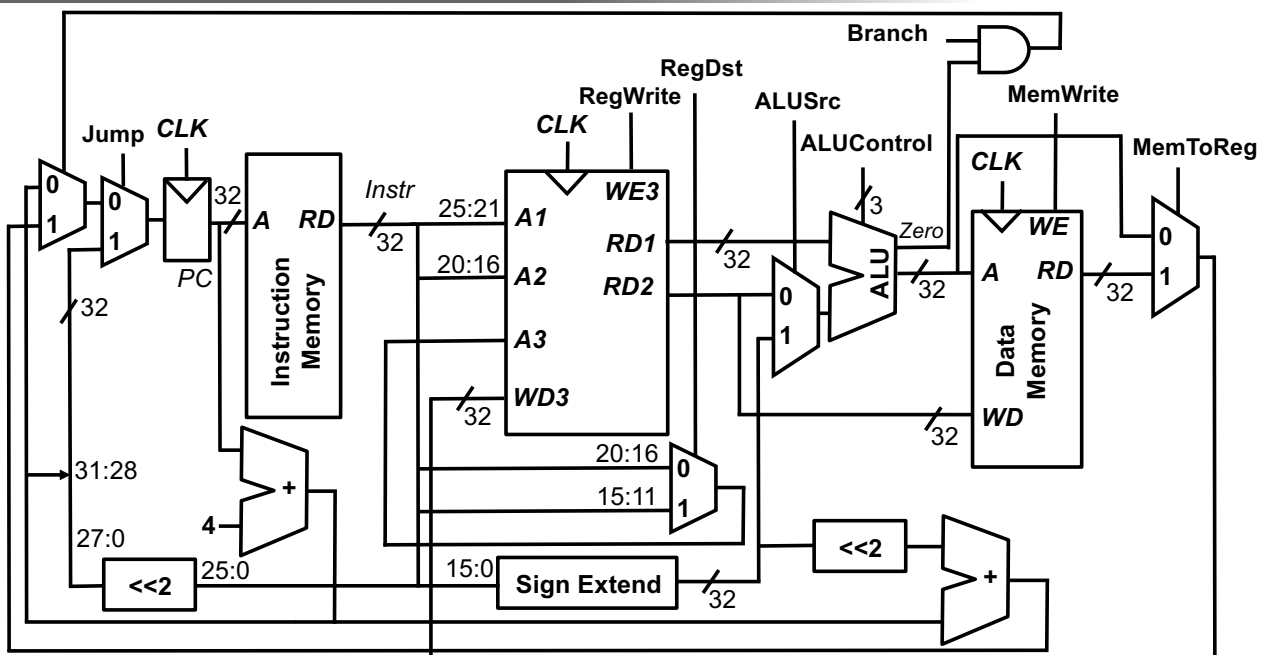 Branch
RegDst
RegWrite
ALUSrc
MemWrite
Jump
CLK
CLK
ALUControl
CLK
MemToReg
0
1
0
1
32
A
RD
Instruction
Memory
PC
Instr
32
25:21
20:16
A1
A2
A3
WD3
WE3
RD1
RD2
32
32
0
1
3
ALU
Zero
32
A
WE
RD
Data
Memory
WD
32
32
0
1
32
31:28
27:0
<<2
25:0
4
+
20:16
15:11
0
1
15:0
Sign Extend
32
<<2
+